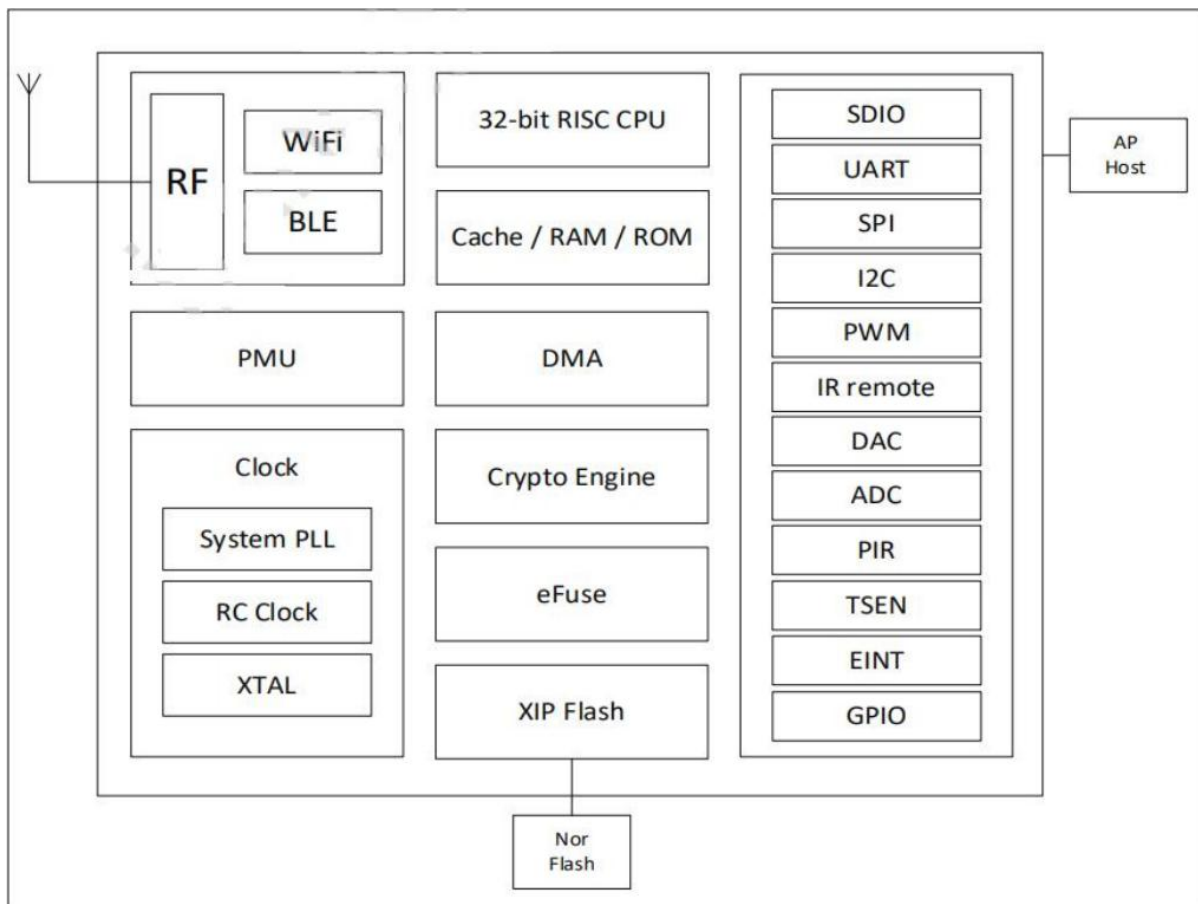 RF
WiFi
BLE
PMU
Clock
System PLL
RC Clock
XTAL
32-bit RISC CPU
Cache / RAM / ROM
DMA
Crypto Engine
eFuse
XIP Flash
Nor
Flash
SDIO
UART
SPI
I2C
PWM
IR remote
DAC
ADC
PIR
TSEN
EINT
GPIO
AP
Host